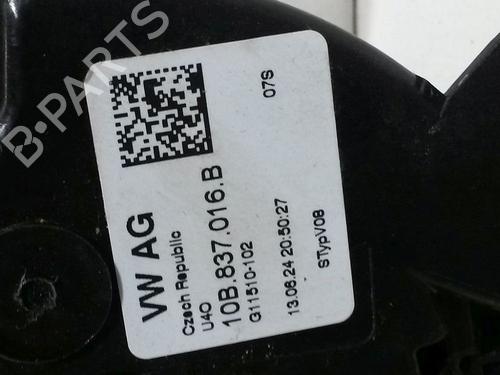 B-PARTS
VW AG
Czech Republic
U4O
10B.837.016.B
G11510-102
13.06.24 20:50:27
STypV08
07S